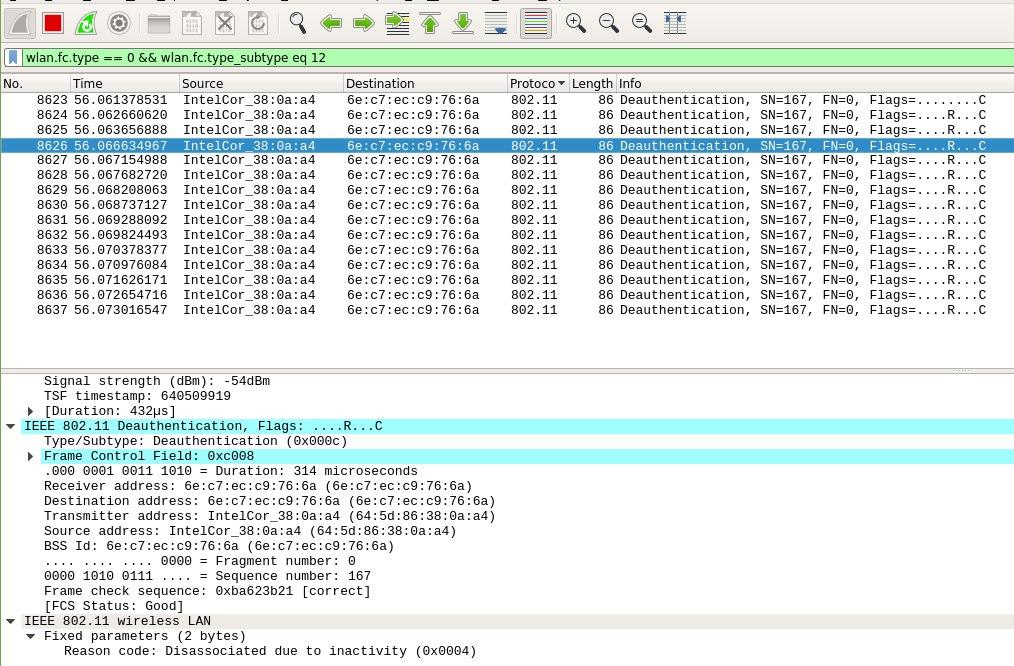 wlan.fc.type == 0 && wlan.fc.type_subtype eq 12
No. Time Source Destination Protoco Length Info
8623 56.061378531 IntelCor_38:0a:a4 6e:c7:ec:c9:76:6a 802.11 86 Deauthentication, SN=167, FN=0, Flags=........C
8624 56.062660620 IntelCor_38:0a:a4 6e:c7:ec:c9:76:6a 802.11 86 Deauthentication, SN=167, FN=0, Flags=....R...C
8625 56.063656888 IntelCor_38:0a:a4 6e:c7:ec:c9:76:6a 802.11 86 Deauthentication, SN=167, FN=0, Flags=....R...C
8626 56.066634967 IntelCor_38:0a:a4 6e:c7:ec:c9:76:6a 802.11 86 Deauthentication, SN=167, FN=0, Flags=....R...C
8627 56.067154988 IntelCor_38:0a:a4 6e:c7:ec:c9:76:6a 802.11 86 Deauthentication, SN=167, FN=0, Flags=....R...C
8628 56.067682720 IntelCor_38:0a:a4 6e:c7:ec:c9:76:6a 802.11 86 Deauthentication, SN=167, FN=0, Flags=....R...C
8629 56.068208063 IntelCor_38:0a:a4 6e:c7:ec:c9:76:6a 802.11 86 Deauthentication, SN=167, FN=0, Flags=....R...C
8630 56.068737127 IntelCor_38:0a:a4 6e:c7:ec:c9:76:6a 802.11 86 Deauthentication, SN=167, FN=0, Flags=....R...C
8631 56.069288092 IntelCor_38:0a:a4 6e:c7:ec:c9:76:6a 802.11 86 Deauthentication, SN=167, FN=0, Flags=....R...C
8632 56.069824493 IntelCor_38:0a:a4 6e:c7:ec:c9:76:6a 802.11 86 Deauthentication, SN=167, FN=0, Flags=....R...C
8633 56.070378377 IntelCor_38:0a:a4 6e:c7:ec:c9:76:6a 802.11 86 Deauthentication, SN=167, FN=0, Flags=....R...C
8634 56.070976084 IntelCor_38:0a:a4 6e:c7:ec:c9:76:6a 802.11 86 Deauthentication, SN=167, FN=0, Flags=....R...C
8635 56.071626171 IntelCor_38:0a:a4 6e:c7:ec:c9:76:6a 802.11 86 Deauthentication, SN=167, FN=0, Flags=....R...C
8636 56.072654716 IntelCor_38:0a:a4 6e:c7:ec:c9:76:6a 802.11 86 Deauthentication, SN=167, FN=0, Flags=....R...C
8637 56.073016547 IntelCor_38:0a:a4 6e:c7:ec:c9:76:6a 802.11 86 Deauthentication, SN=167, FN=0, Flags=....R...C
Signal strength (dBm): -54dBm
TSF timestamp: 640509919
[Duration: 432µs]
IEEE 802.11 Deauthentication, Flags: ....R...C
Type/Subtype: Deauthentication (0x000c)
Frame Control Field: 0xc008
.000 0001 0011 1010 = Duration: 314 microseconds
Receiver address: 6e:c7:ec:c9:76:6a (6e:c7:ec:c9:76:6a)
Destination address: 6e:c7:ec:c9:76:6a (6e:c7:ec:c9:76:6a)
Transmitter address: IntelCor_38:0a:a4 (64:5d:86:38:0a:a4)
Source address: IntelCor_38:0a:a4 (64:5d:86:38:0a:a4)
BSS Id: 6e:c7:ec:c9:76:6a (6e:c7:ec:c9:76:6a)
.... .... .... 0000 = Fragment number: 0
0000 1010 0111 .... = Sequence number: 167
Frame check sequence: 0xba623b21 [correct]
[FCS Status: Good]
IEEE 802.11 wireless LAN
Fixed parameters (2 bytes)
Reason code: Disassociated due to inactivity (0x0004)